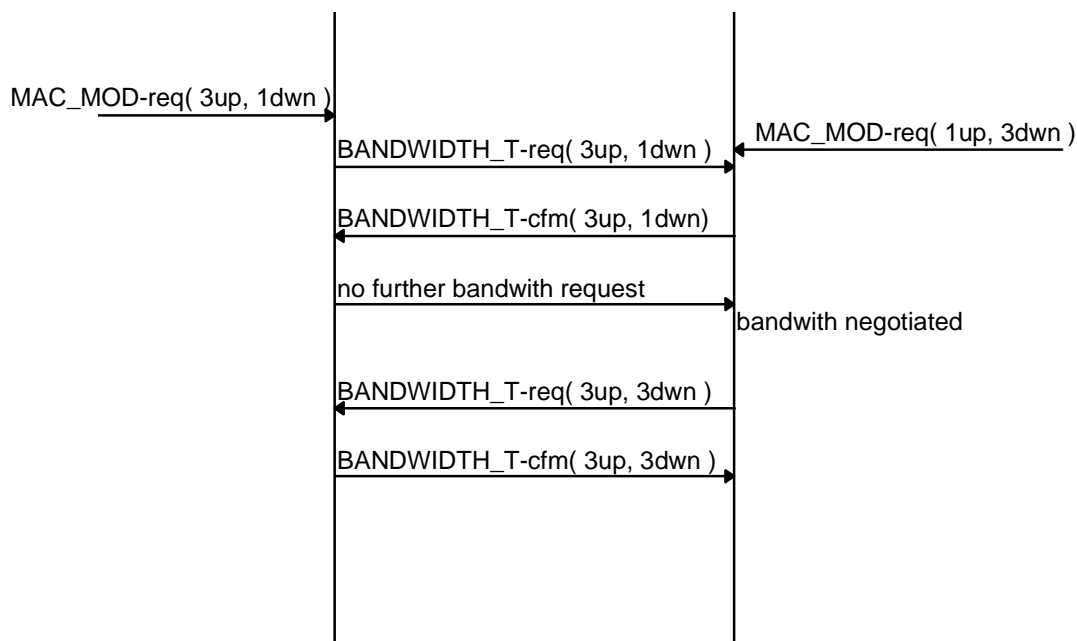 MAC_MOD-req( 3up, 1dwn )
MAC_MOD-req( 1up, 3dwn )
BANDWIDTH_T-req( 3up, 1dwn )
BANDWIDTH_T-cfm( 3up, 1dwn)
no further bandwith request
bandwith negotiated
BANDWIDTH_T-req( 3up, 3dwn )
BANDWIDTH_T-cfm( 3up, 3dwn )